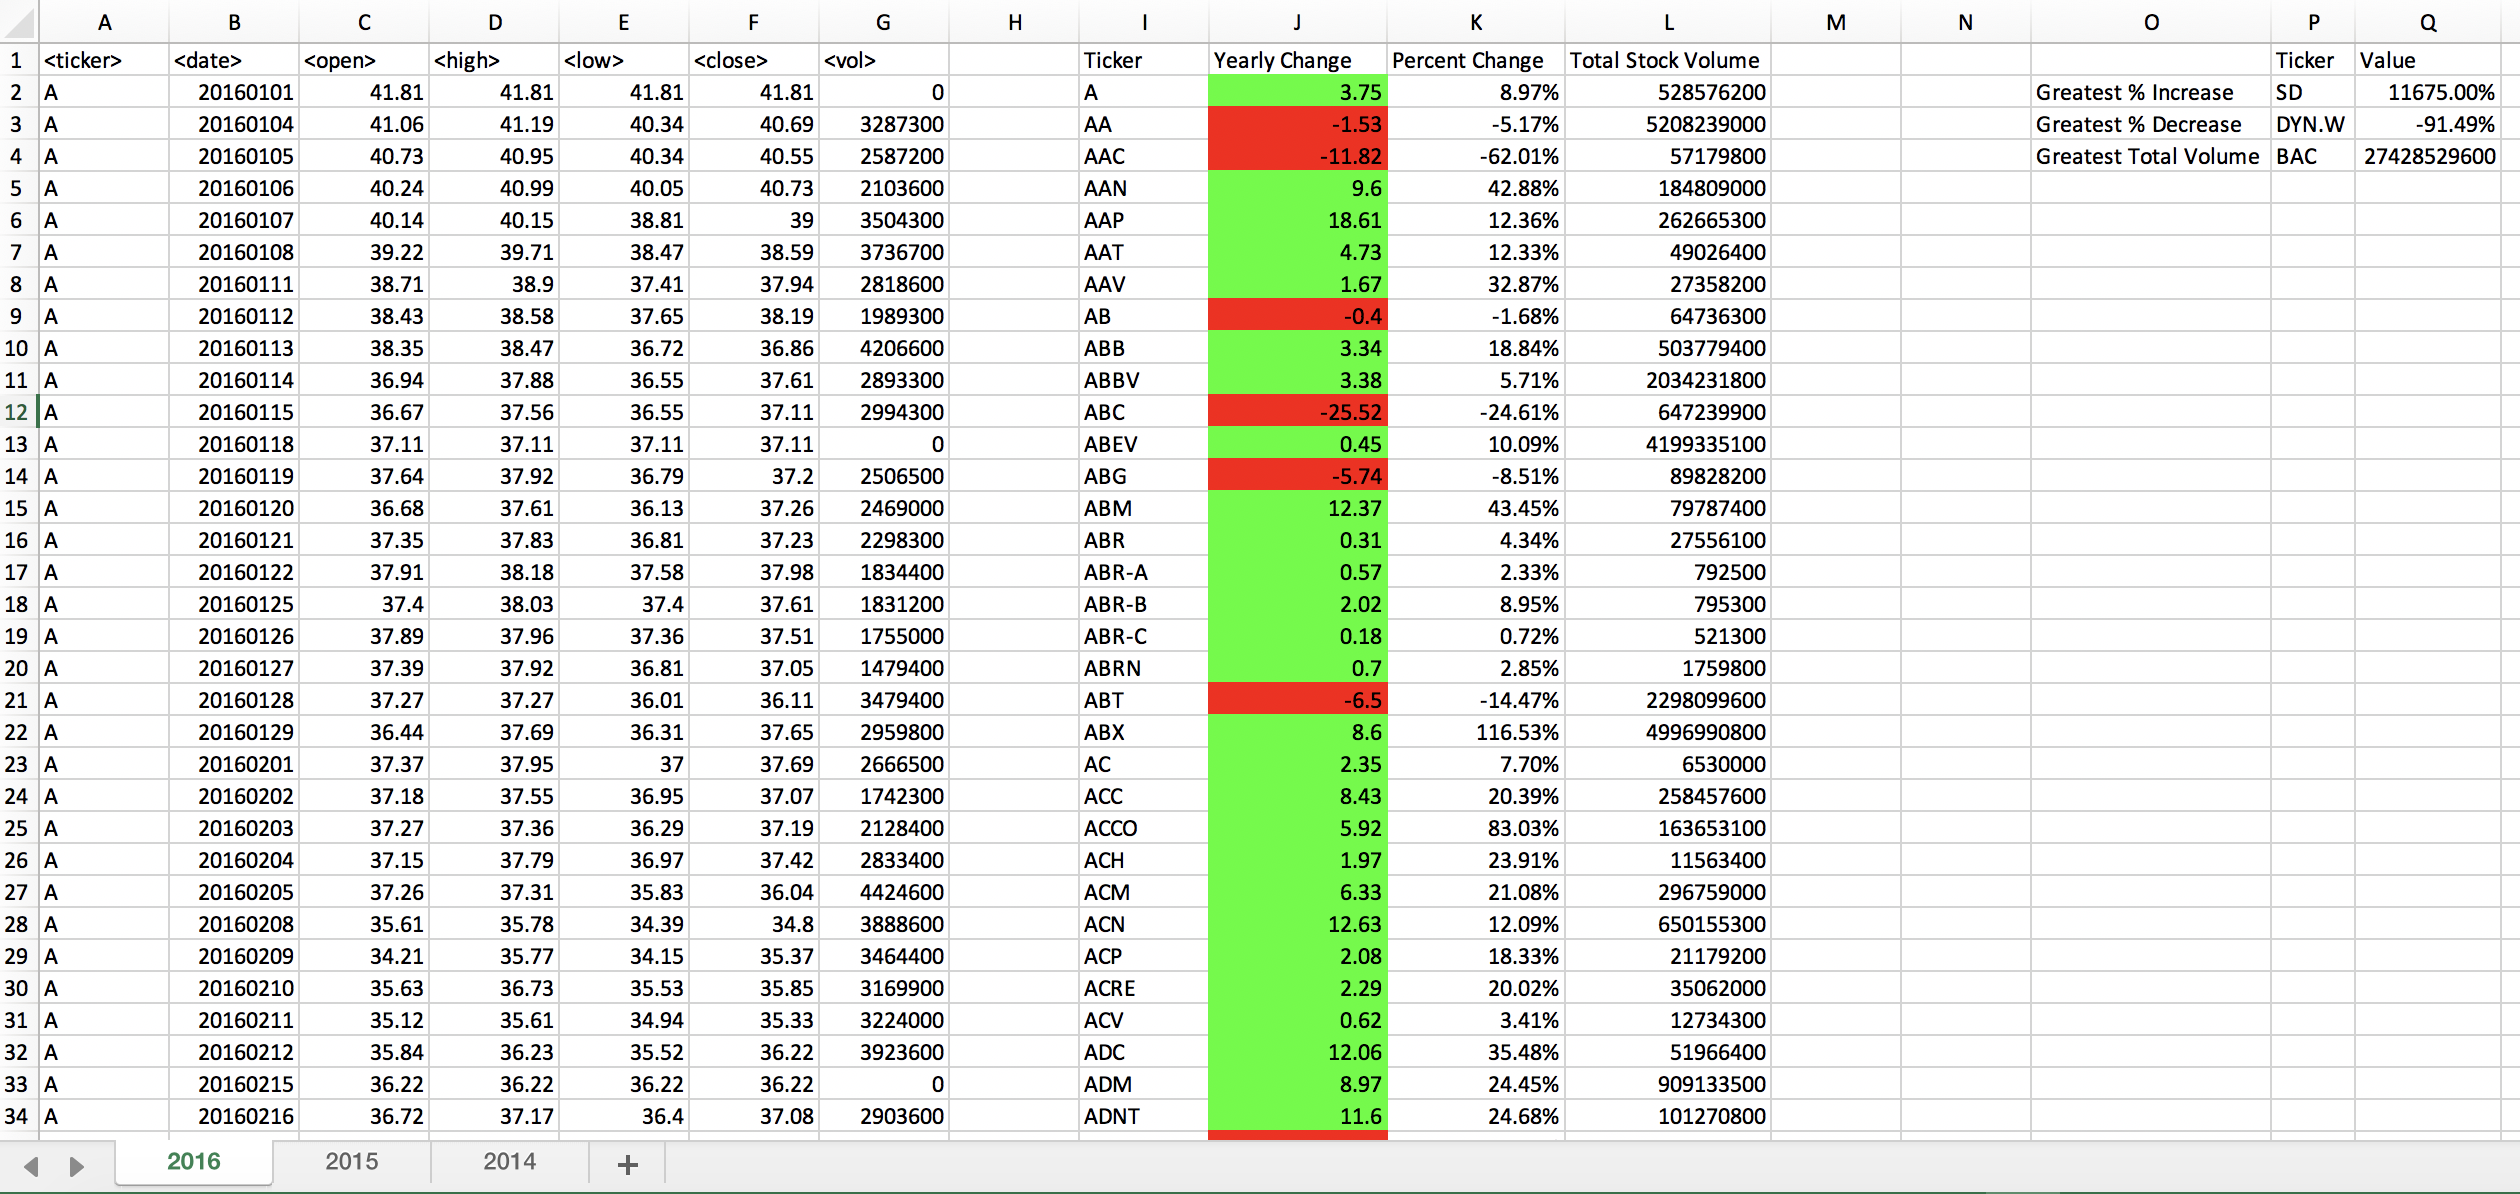 A B C D E F G H I J K L M N O P Q
1 <ticker> <date> <open> <high> <low> <close> <vol> Ticker Yearly Change Percent Change Total Stock Volume Ticker Value
2 A 20160101 41.81 41.81 41.81 41.81 0 A 3.75 8.97% 528576200 Greatest % Increase SD 11675.00%
3 A 20160104 41.06 41.19 40.34 40.69 3287300 AA -1.53 -5.17% 5208239000 Greatest % Decrease DYN.W -91.49%
4 A 20160105 40.73 40.95 40.34 40.55 2587200 AAC -11.82 -62.01% 57179800 Greatest Total Volume BAC 27428529600
5 A 20160106 40.24 40.99 40.05 40.73 2103600 AAN 9.6 42.88% 184809000
6 A 20160107 40.14 40.15 38.81 39 3504300 AAP 18.61 12.36% 262665300
7 A 20160108 39.22 39.71 38.47 38.59 3736700 AAT 4.73 12.33% 49026400
8 A 20160111 38.71 38.9 37.41 37.94 2818600 AAV 1.67 32.87% 27358200
9 A 20160112 38.43 38.58 37.65 38.19 1989300 AB -0.4 -1.68% 64736300
10 A 20160113 38.35 38.47 36.72 36.86 4206600 ABB 3.34 18.84% 503779400
11 A 20160114 36.94 37.88 36.55 37.61 2893300 ABBV 3.38 5.71% 2034231800
12 A 20160115 36.67 37.56 36.55 37.11 2994300 ABC -25.52 -24.61% 647239900
13 A 20160118 37.11 37.11 37.11 37.11 0 ABEV 0.45 10.09% 4199335100
14 A 20160119 37.64 37.92 36.79 37.2 2506500 ABG -5.74 -8.51% 89828200
15 A 20160120 36.68 37.61 36.13 37.26 2469000 ABM 12.37 43.45% 79787400
16 A 20160121 37.35 37.83 36.81 37.23 2298300 ABR 0.31 4.34% 27556100
17 A 20160122 37.91 38.18 37.58 37.98 1834400 ABR-A 0.57 2.33% 792500
18 A 20160125 37.4 38.03 37.4 37.61 1831200 ABR-B 2.02 8.95% 795300
19 A 20160126 37.89 37.96 37.36 37.51 1755000 ABR-C 0.18 0.72% 521300
20 A 20160127 37.39 37.92 36.81 37.05 1479400 ABRN 0.7 2.85% 1759800
21 A 20160128 37.27 37.27 36.01 36.11 3479400 ABT -6.5 -14.47% 2298099600
22 A 20160129 36.44 37.69 36.31 37.65 2959800 ABX 8.6 116.53% 4996990800
23 A 20160201 37.37 37.95 37 37.69 2666500 AC 2.35 7.70% 6530000
24 A 20160202 37.18 37.55 36.95 37.07 1742300 ACC 8.43 20.39% 258457600
25 A 20160203 37.27 37.36 36.29 37.19 2128400 ACCO 5.92 83.03% 163653100
26 A 20160204 37.15 37.79 36.97 37.42 2833400 ACH 1.97 23.91% 11563400
27 A 20160205 37.26 37.31 35.83 36.04 4424600 ACM 6.33 21.08% 296759000
28 A 20160208 35.61 35.78 34.39 34.8 3888600 ACN 12.63 12.09% 650155300
29 A 20160209 34.21 35.77 34.15 35.37 3464400 ACP 2.08 18.33% 21179200
30 A 20160210 35.63 36.73 35.53 35.85 3169900 ACRE 2.29 20.02% 35062000
31 A 20160211 35.12 35.61 34.94 35.33 3224000 ACV 0.62 3.41% 12734300
32 A 20160212 35.84 36.23 35.52 36.22 3923600 ADC 12.06 35.48% 51966400
33 A 20160215 36.22 36.22 36.22 36.22 0 ADM 8.97 24.45% 909133500
34 A 20160216 36.72 37.17 36.4 37.08 2903600 ADNT 11.6 24.68% 101270800
2016 2015 2014 +